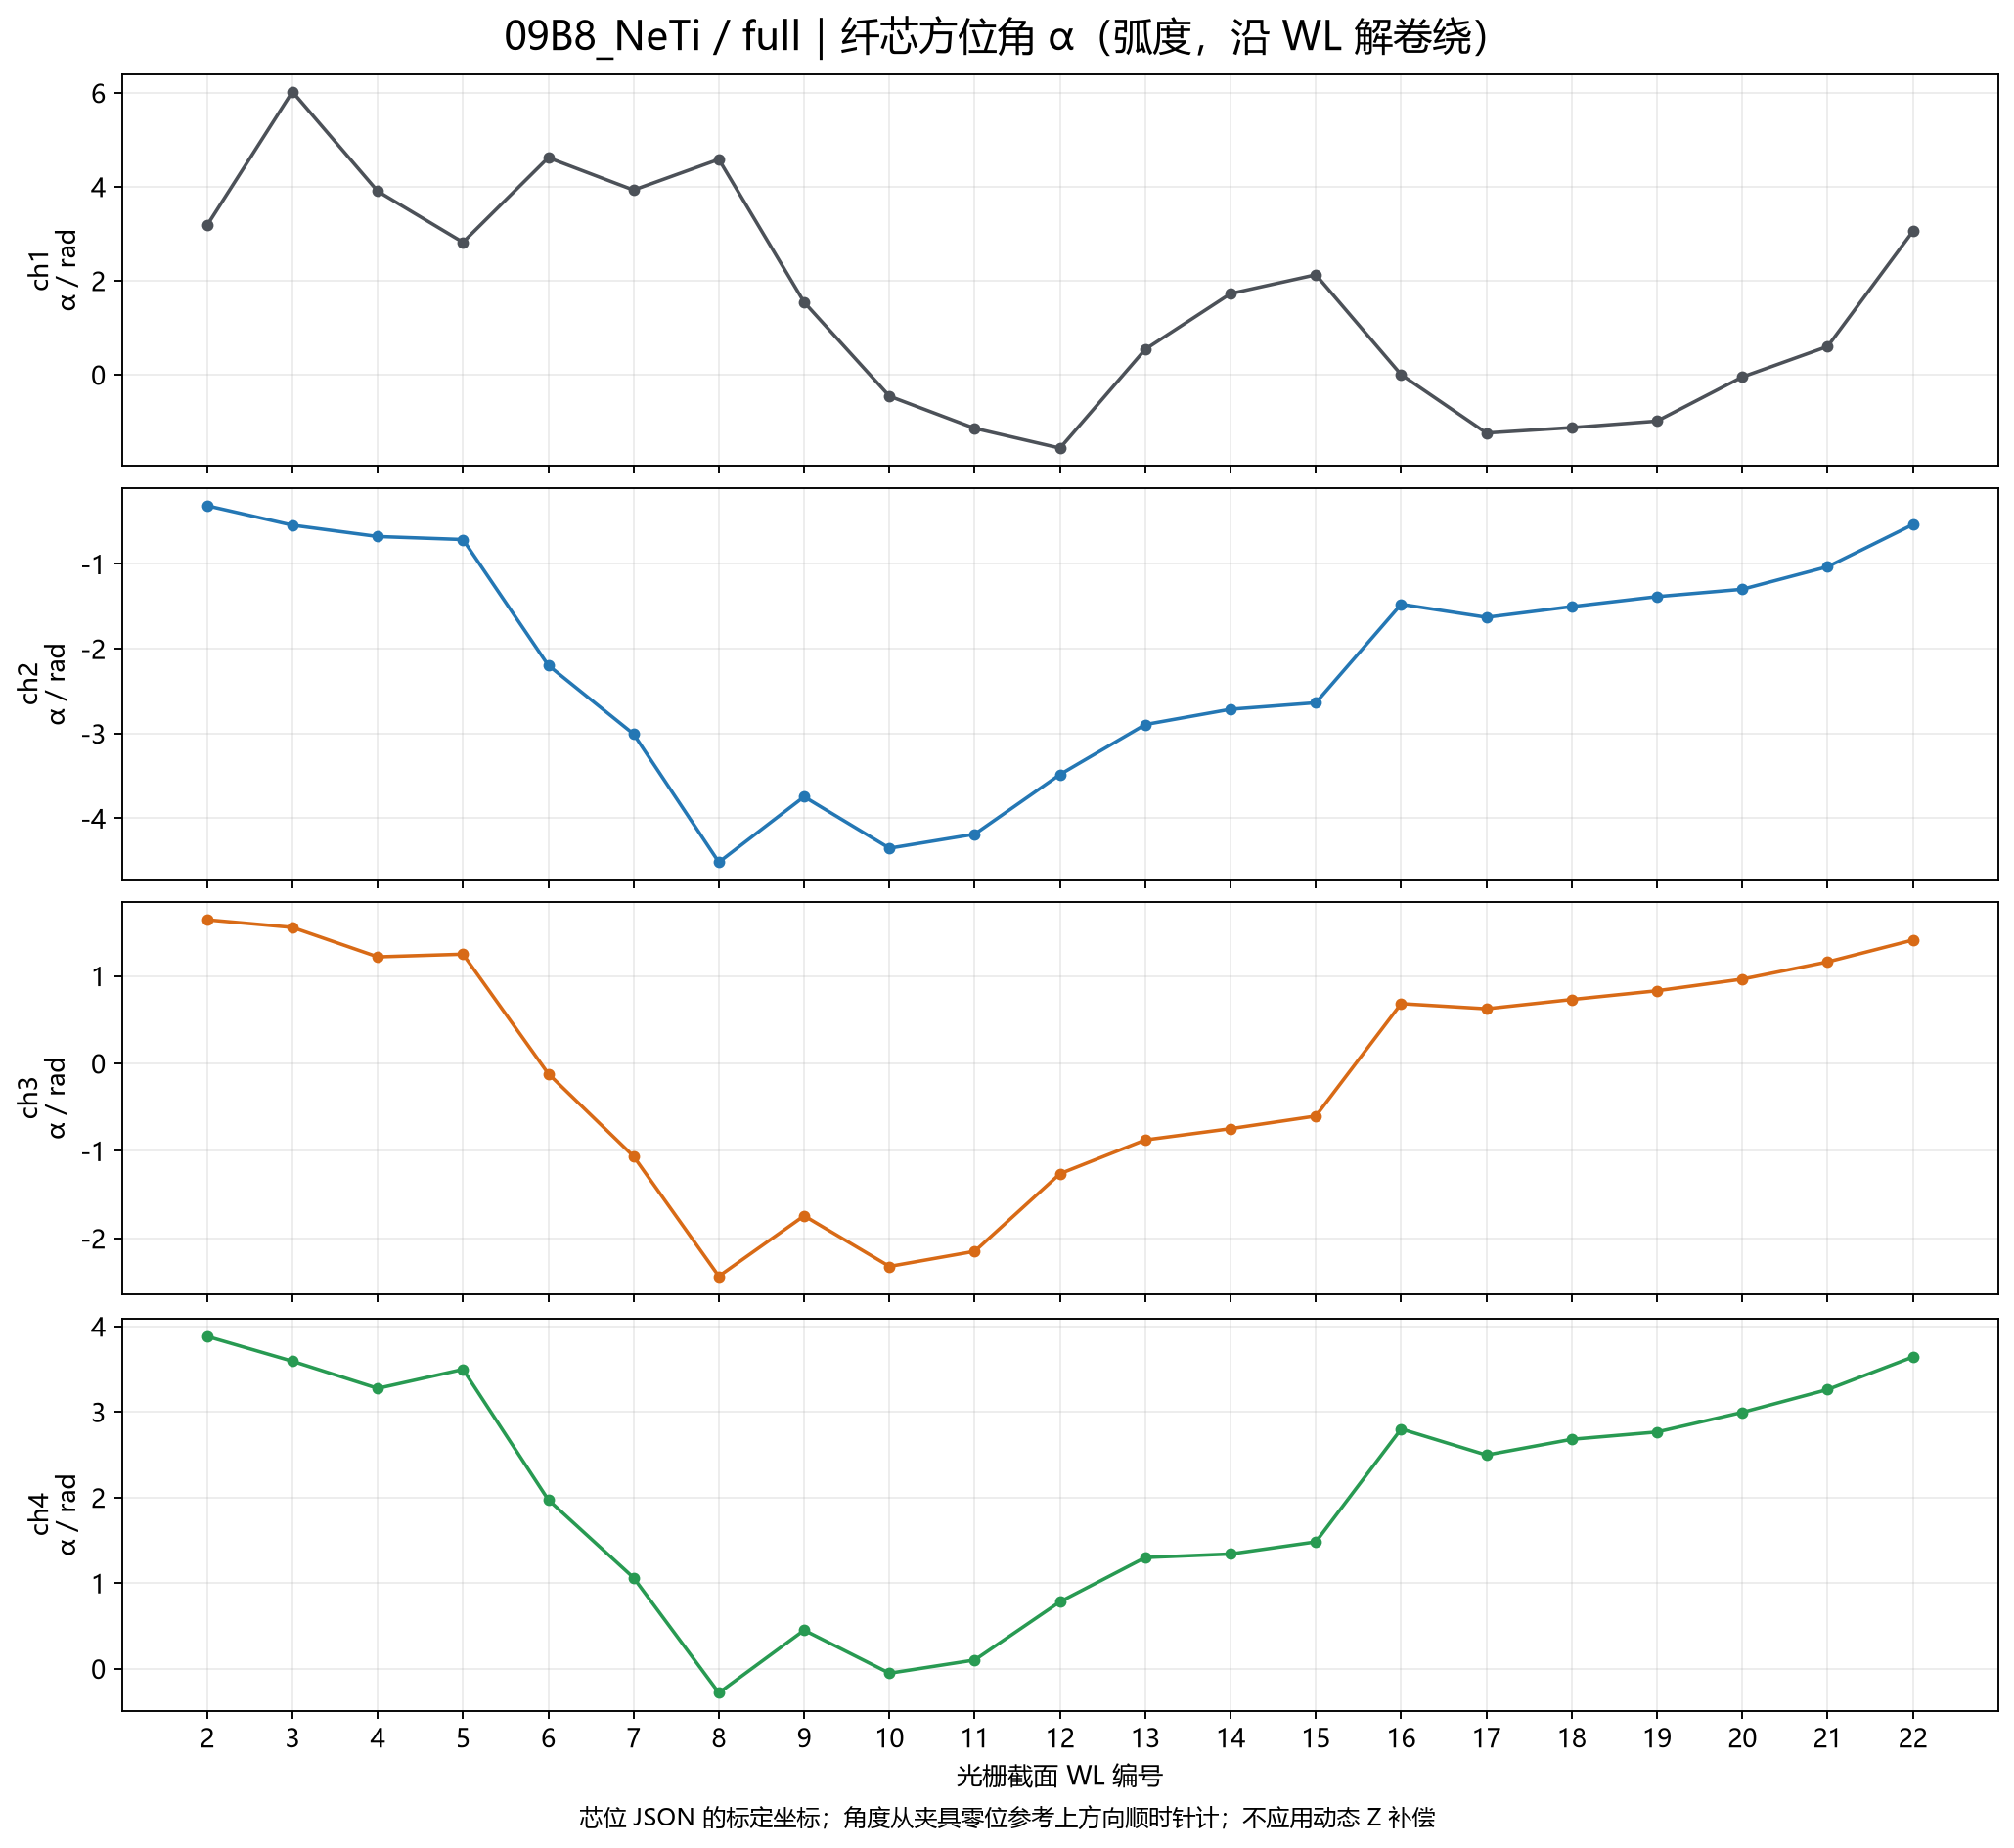 09B8_NeTi / full | 纤芯方位角 α（弧度，沿 WL 解卷绕）
6
4
2
0
ch1
α / rad
-1
-2
-3
-4
ch2
α / rad
1
0
-1
-2
ch3
α / rad
4
3
2
1
0
ch4
α / rad
2 3 4 5 6 7 8 9 10 11 12 13 14 15 16 17 18 19 20 21 22
光栅截面 WL 编号
芯位 JSON 的标定坐标；角度从夹具零位参考上方向顺时针计；不应用动态 Z 补偿